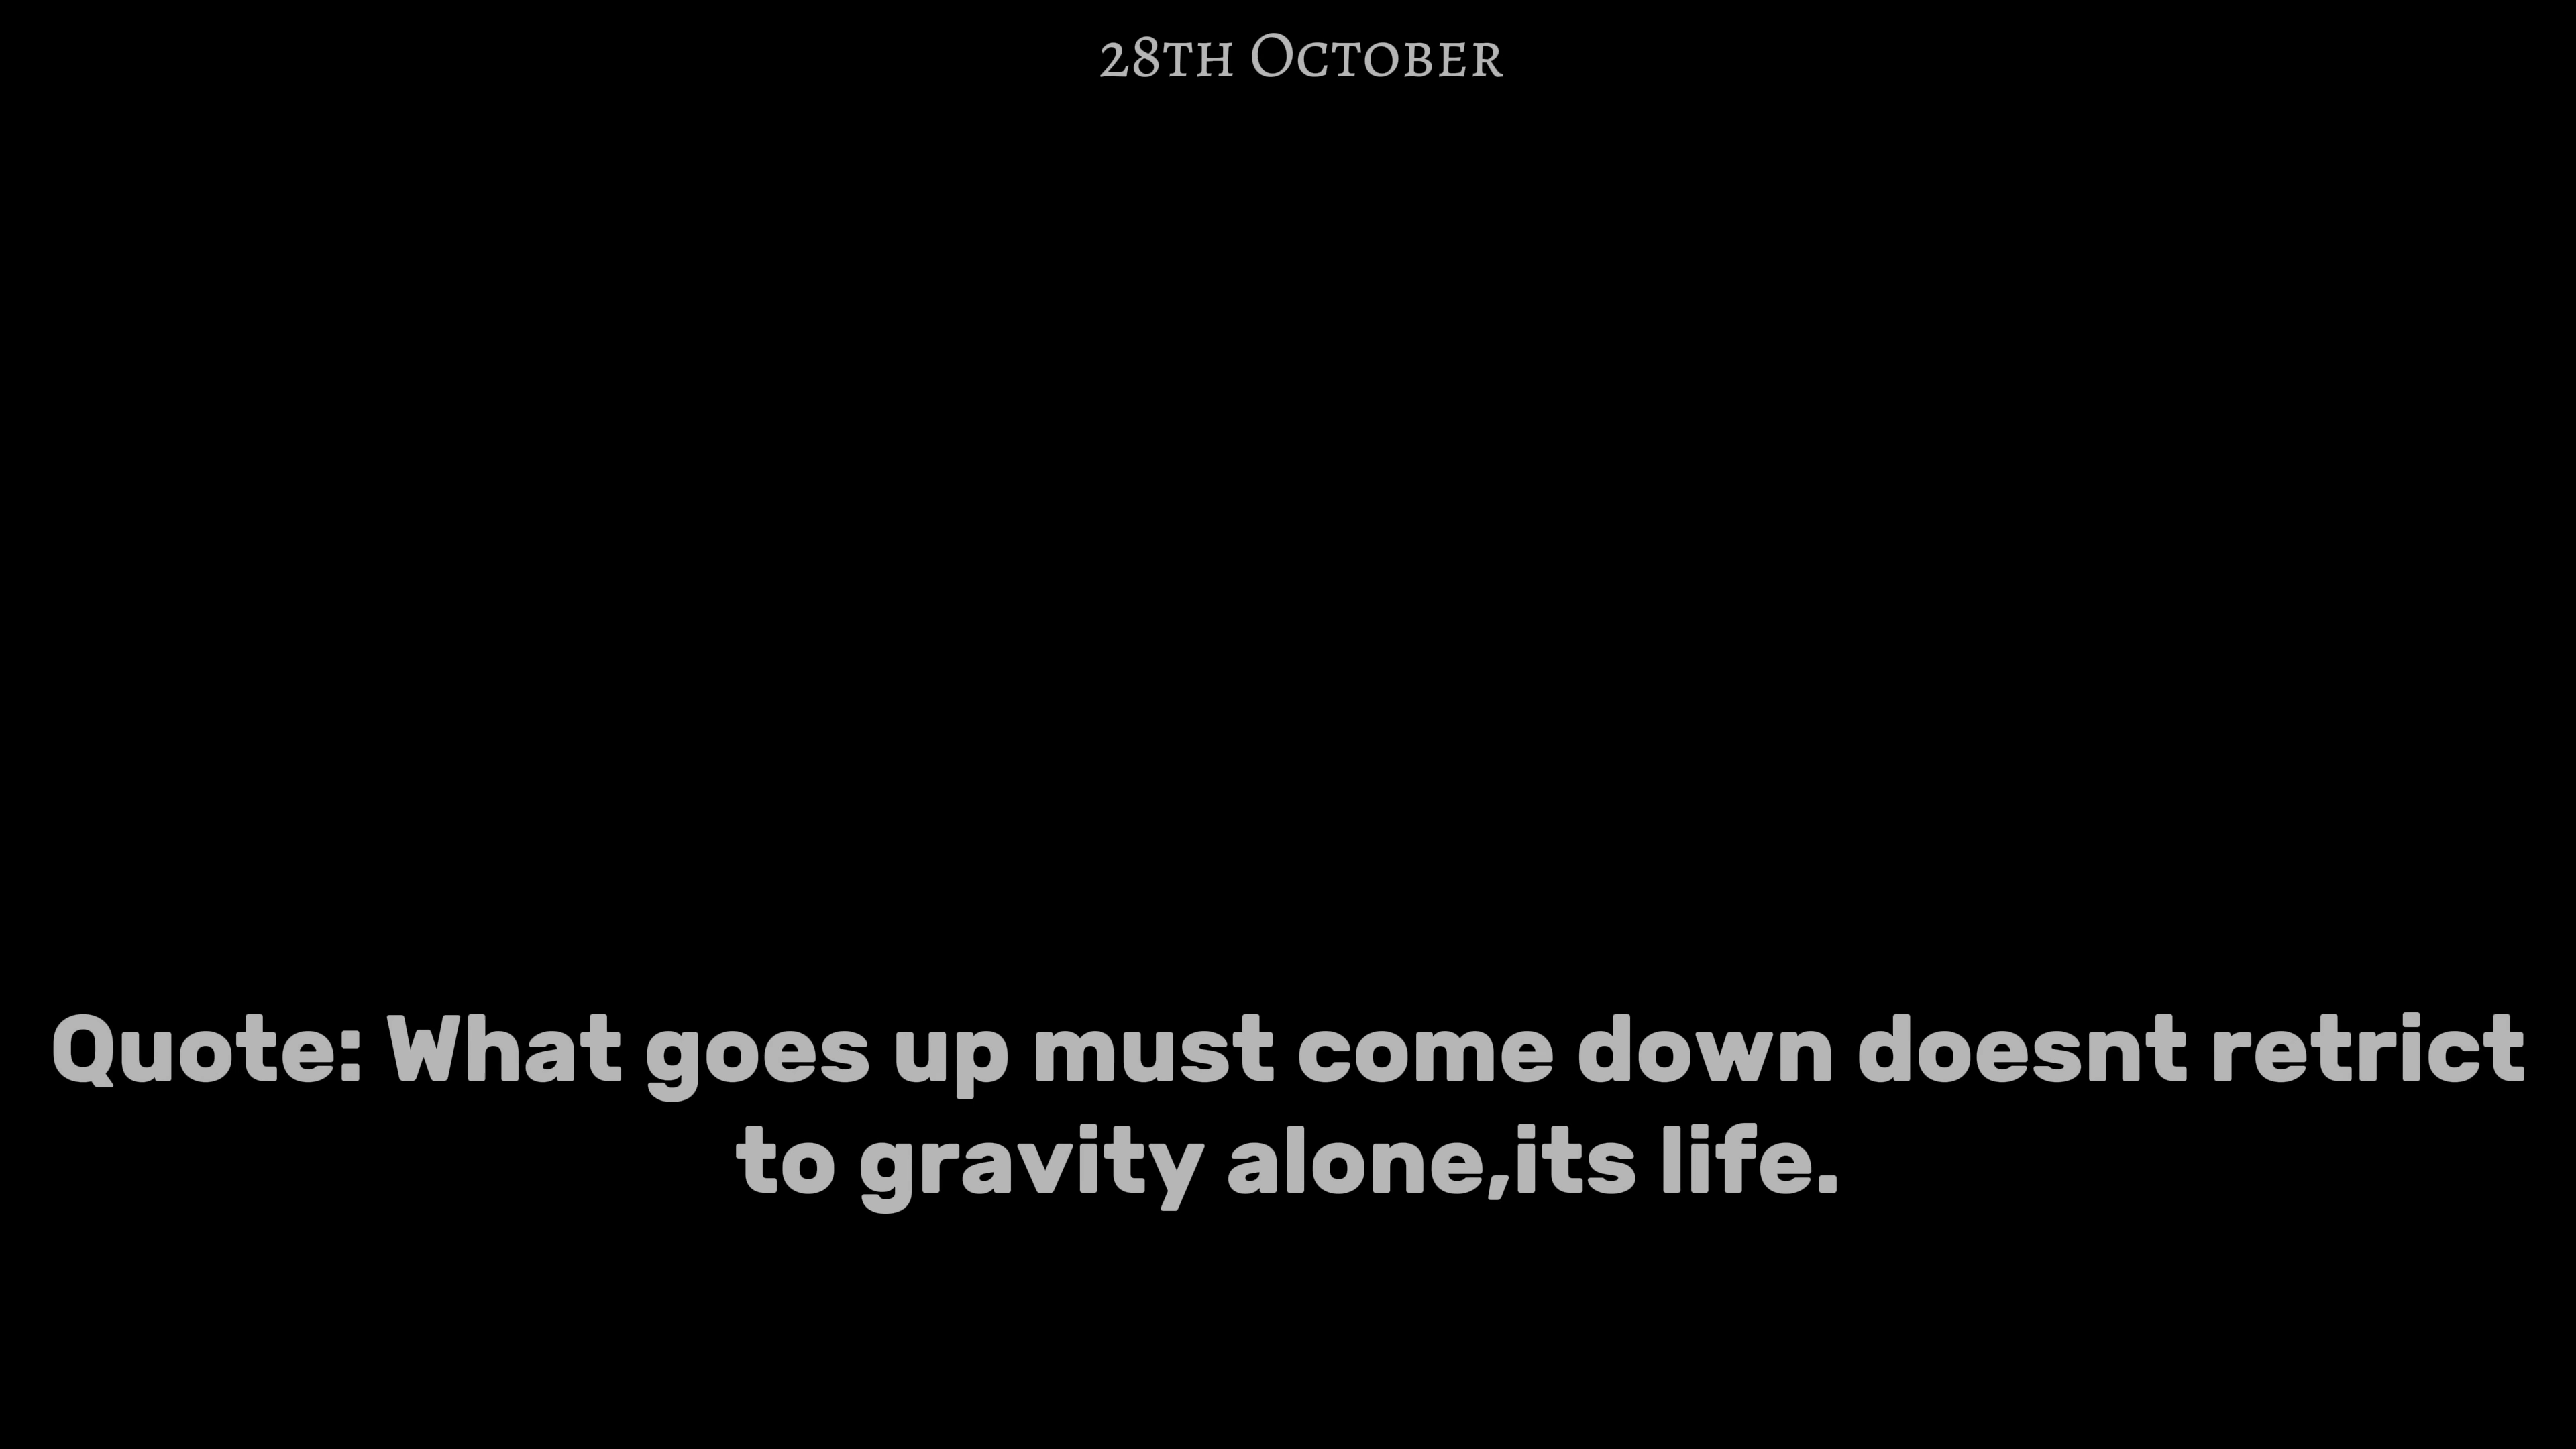 28th October
Quote: What goes up must come down doesnt retrict
to gravity alone,its life.